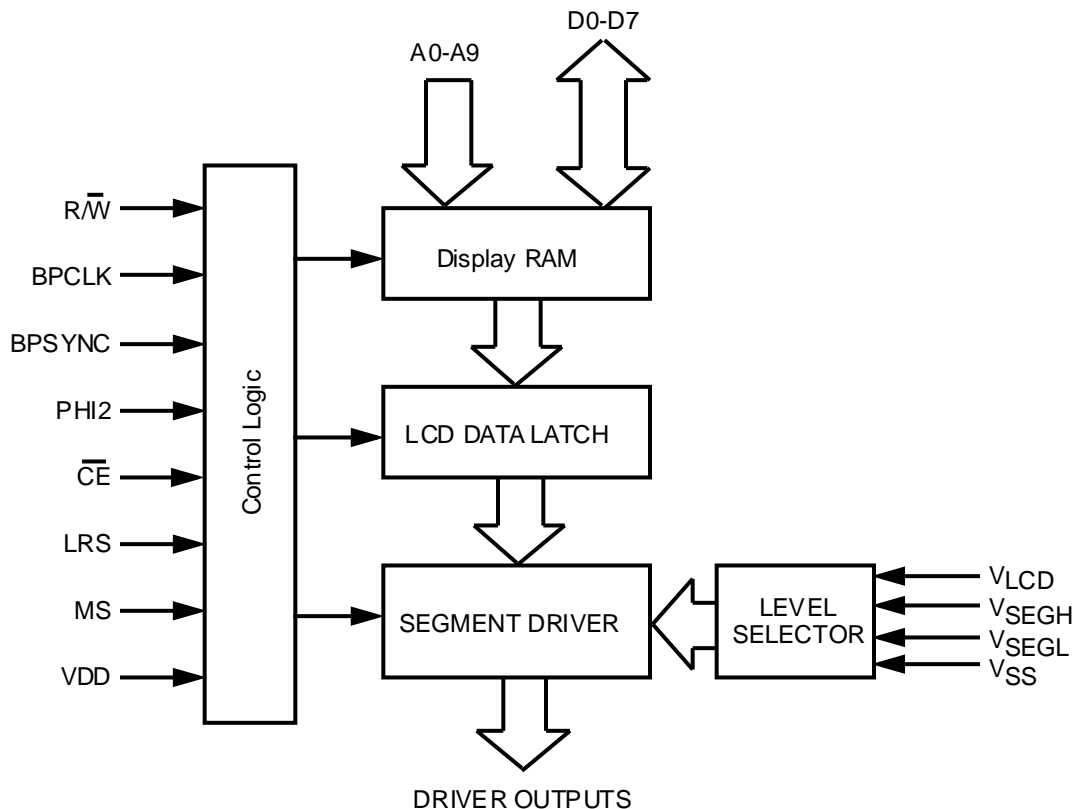 D0-D7
A0-A9
R/W̅
BPCLK
BPSYNC
PHI2
C̅E̅
LRS
MS
VDD
Control Logic
Display RAM
LCD DATA LATCH
SEGMENT DRIVER
LEVEL
SELECTOR
VLCD
VSEGH
VSEGL
VSS
DRIVER OUTPUTS